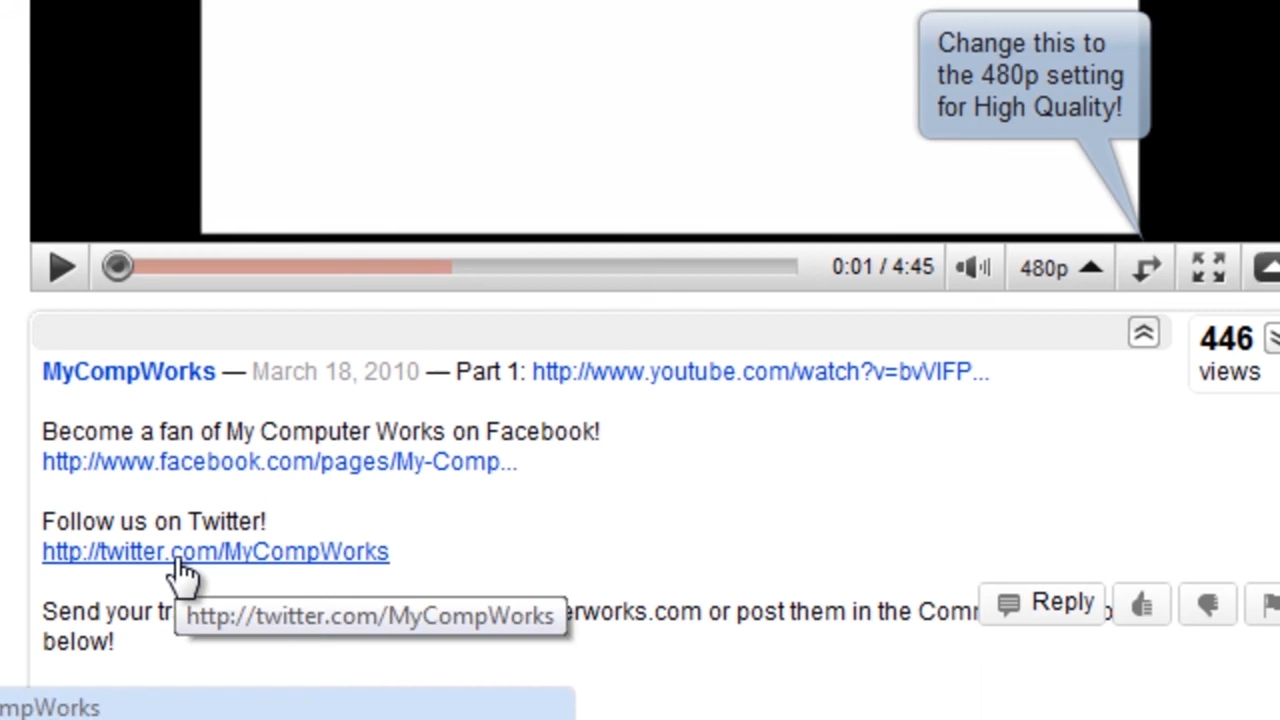 Change this to
the 480p setting
for High Quality!
0:01 / 4:45
480p
MyCompWorks — March 18, 2010 — Part 1: http://www.youtube.com/watch?v=bvVIFP...
446
views
Become a fan of My Computer Works on Facebook!
http://www.facebook.com/pages/My-Comp...
Follow us on Twitter!
http://twitter.com/MyCompWorks
Send your tr
http://twitter.com/MyCompWorks
erworks.com or post them in the Comm
Reply
below!
mpWorks